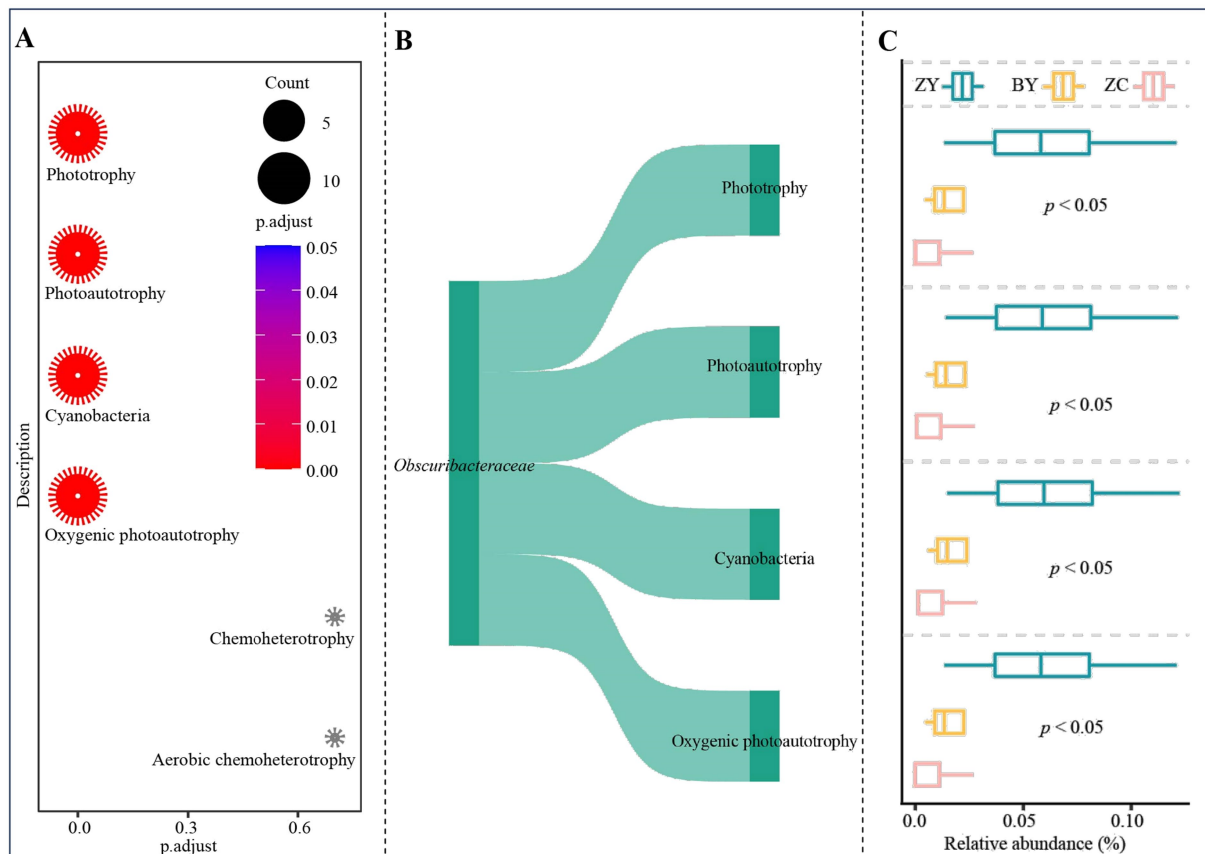 A
Count
5
10
p.adjust
0.05
0.04
0.03
0.02
0.01
0.00
Phototrophy
Photoautotrophy
Cyanobacteria
Oxygenic photoautotrophy
Chemoheterotrophy
Aerobic chemoheterotrophy
Description
0.0 0.3 0.6
p.adjust
B
Obscuribacteraceae
Phototrophy
Photoautotrophy
Cyanobacteria
Oxygenic photoautotrophy
C
ZY BY ZC
p < 0.05
p < 0.05
p < 0.05
p < 0.05
0.0 0.05 0.10
Relative abundance (%)